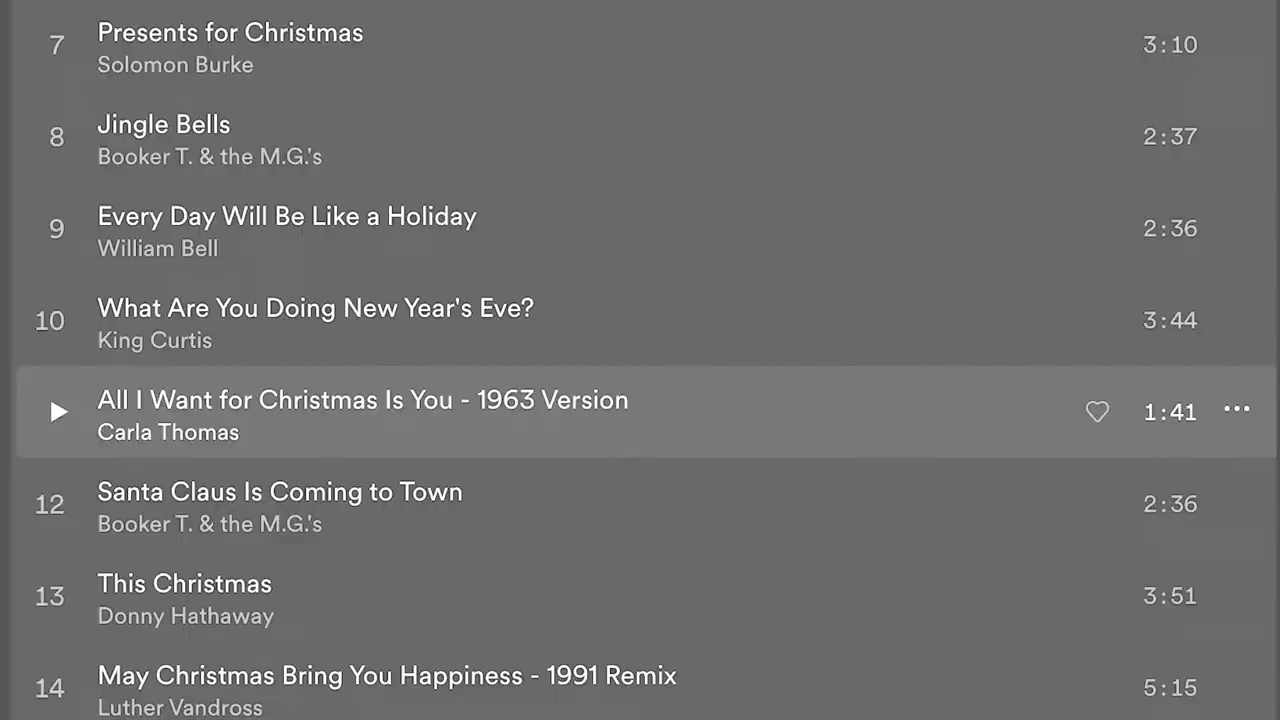 7
Presents for Christmas
3:10
Solomon Burke
8
Jingle Bells
2:37
Booker T. & the M.G.'s
9
Every Day Will Be Like a Holiday
2:36
William Bell
10
What Are You Doing New Year's Eve?
3:44
King Curtis
All I Want for Christmas Is You - 1963 Version
1:41
Carla Thomas
12
Santa Claus Is Coming to Town
2:36
Booker T. & the M.G.'s
13
This Christmas
3:51
Donny Hathaway
14
May Christmas Bring You Happiness - 1991 Remix
5:15
Luther Vandross